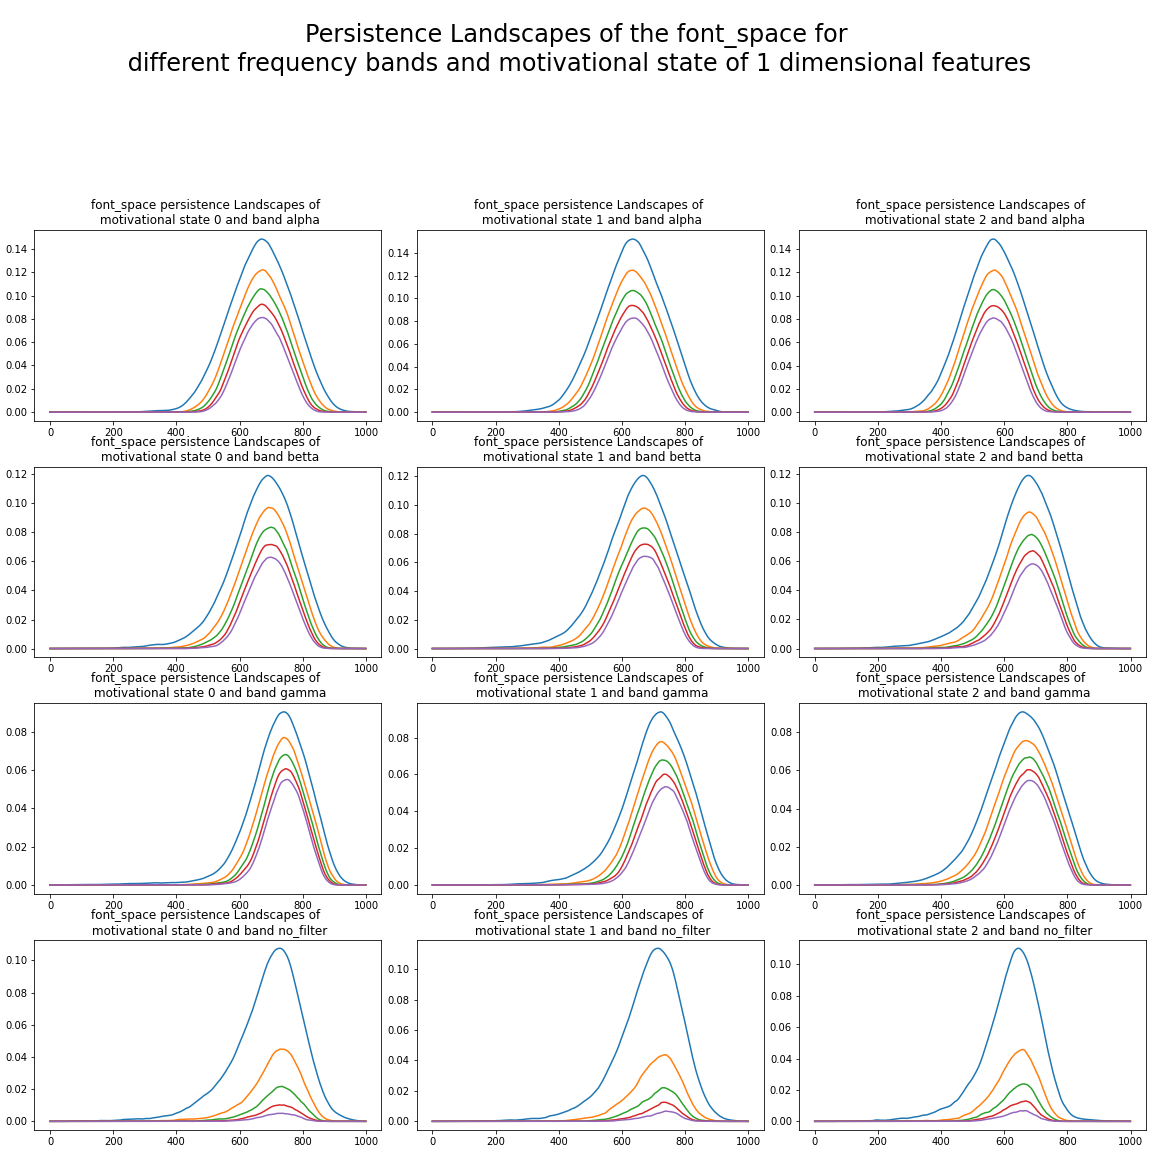 Persistence Landscapes of the font_space for
different frequency bands and motivational state of 1 dimensional features
font_space persistence Landscapes of
motivational state 0 and band alpha
font_space persistence Landscapes of
motivational state 1 and band alpha
font_space persistence Landscapes of
motivational state 2 and band alpha
0.14
0.12
0.10
0.08
0.06
0.04
0.02
0.00
0 200 400 600 800 1000
0.14
0.12
0.10
0.08
0.06
0.04
0.02
0.00
0 200 400 600 800 1000
0.14
0.12
0.10
0.08
0.06
0.04
0.02
0.00
0 200 400 600 800 1000
font_space persistence Landscapes of
motivational state 0 and band betta
font_space persistence Landscapes of
motivational state 1 and band betta
font_space persistence Landscapes of
motivational state 2 and band betta
0.12
0.10
0.08
0.06
0.04
0.02
0.00
0 200 400 600 800 1000
0.12
0.10
0.08
0.06
0.04
0.02
0.00
0 200 400 600 800 1000
0.12
0.10
0.08
0.06
0.04
0.02
0.00
0 200 400 600 800 1000
font_space persistence Landscapes of
motivational state 0 and band gamma
font_space persistence Landscapes of
motivational state 1 and band gamma
font_space persistence Landscapes of
motivational state 2 and band gamma
0.08
0.06
0.04
0.02
0.00
0 200 400 600 800 1000
0.08
0.06
0.04
0.02
0.00
0 200 400 600 800 1000
0.08
0.06
0.04
0.02
0.00
0 200 400 600 800 1000
font_space persistence Landscapes of
motivational state 0 and band no_filter
font_space persistence Landscapes of
motivational state 1 and band no_filter
font_space persistence Landscapes of
motivational state 2 and band no_filter
0.10
0.08
0.06
0.04
0.02
0.00
0 200 400 600 800 1000
0.10
0.08
0.06
0.04
0.02
0.00
0 200 400 600 800 1000
0.10
0.08
0.06
0.04
0.02
0.00
0 200 400 600 800 1000